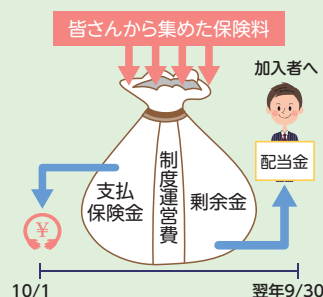 皆さんから集めた保険料
加入者へ
配当金
支払
保険金
制度運営費
剰余金
¥
10/1
翌年9/30